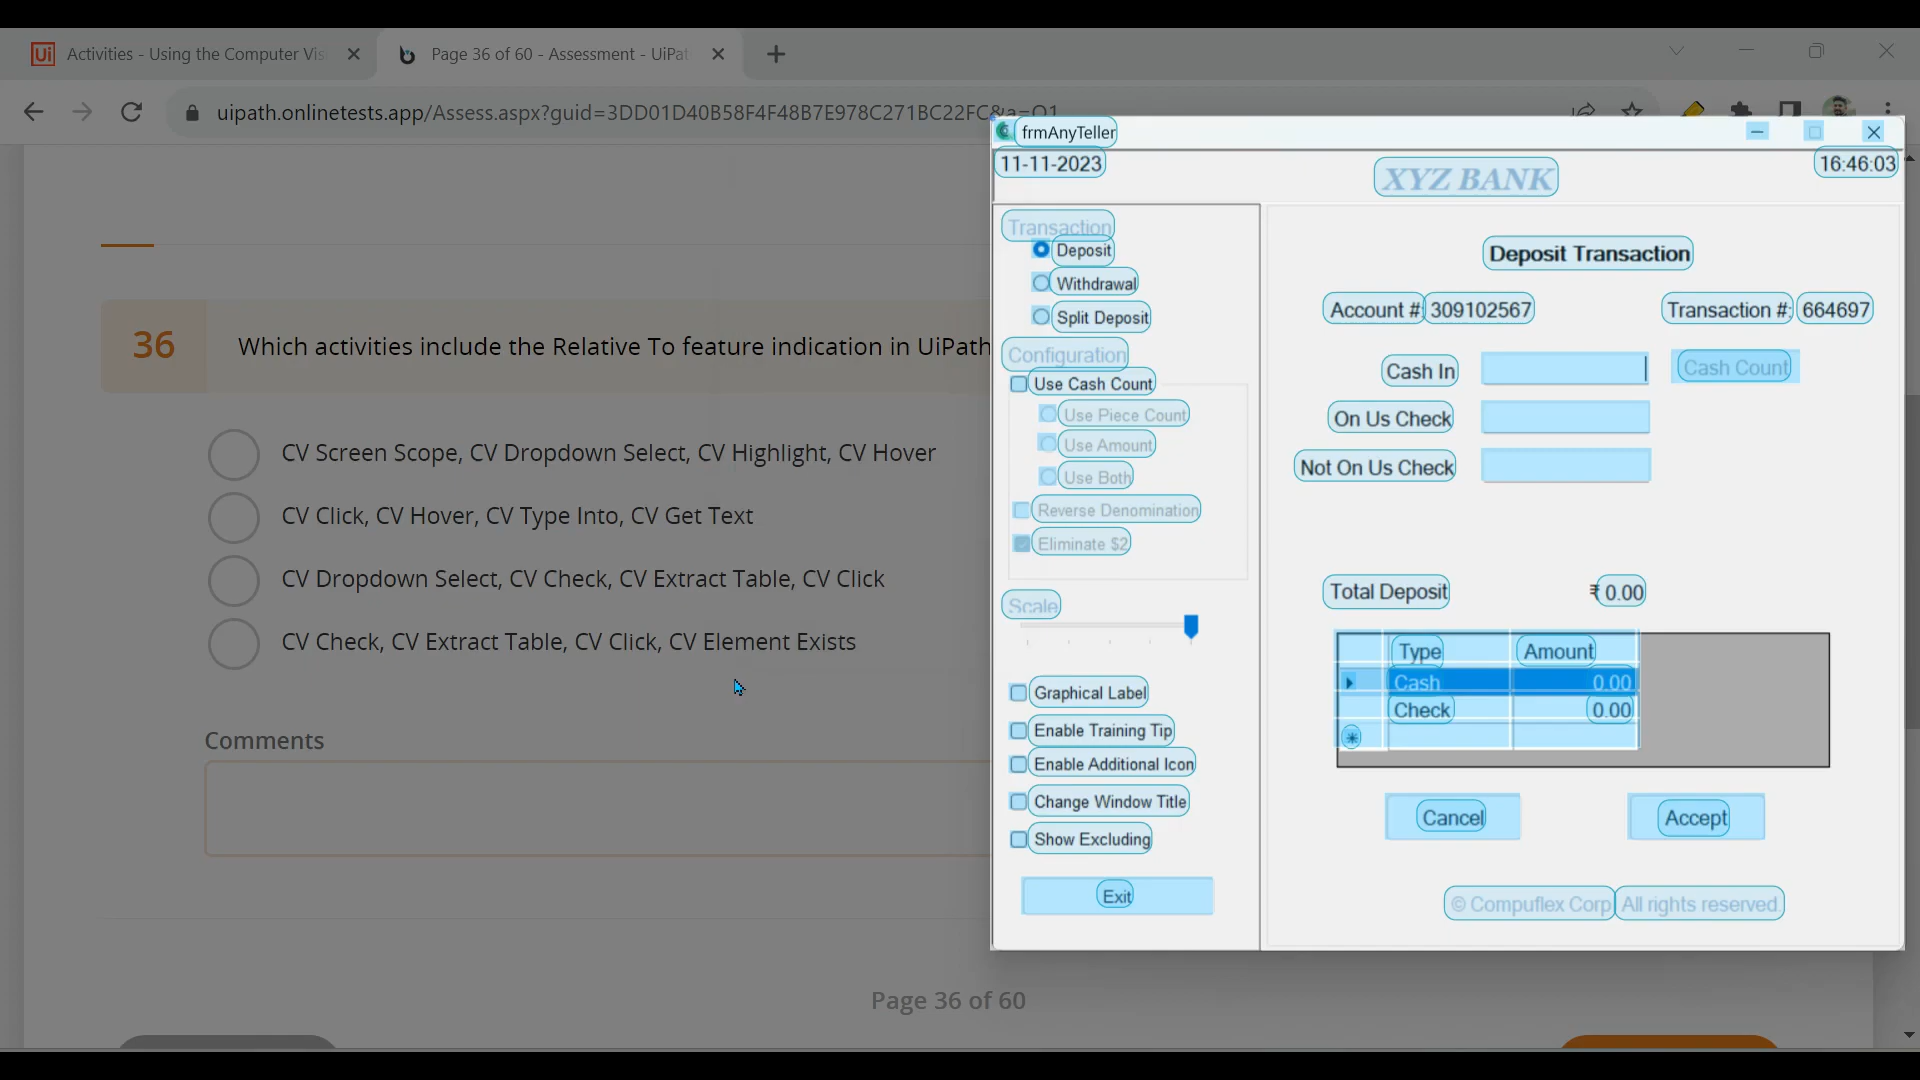 Activities - Using the Computer Vis
Page 36 of 60 - Assessment - UiPat
uipath.onlinetests.app/Assess.aspx?guid=3DD01D40B58F4F48B7E978C271BC22FC&a=Q1
36
Which activities include the Relative To feature indication in UiPath
CV Screen Scope, CV Dropdown Select, CV Highlight, CV Hover
CV Click, CV Hover, CV Type Into, CV Get Text
CV Dropdown Select, CV Check, CV Extract Table, CV Click
CV Check, CV Extract Table, CV Click, CV Element Exists
Comments
Page 36 of 60
frmAnyTeller
11-11-2023
XYZ BANK
16:46:03
Transaction
Deposit
Withdrawal
Split Deposit
Configuration
Use Cash Count
Use Piece Count
Use Amount
Use Both
Reverse Denomination
Eliminate $2
Scale
Graphical Label
Enable Training Tip
Enable Additional Icon
Change Window Title
Show Excluding
Exit
Deposit Transaction
Account #: 309102567 Transaction #: 664697
Cash In Cash Count
On Us Check
Not On Us Check
Total Deposit ₹ 0.00
Type Amount
Cash 0.00
Check 0.00
Cancel Accept
© Compuflex Corp All rights reserved.